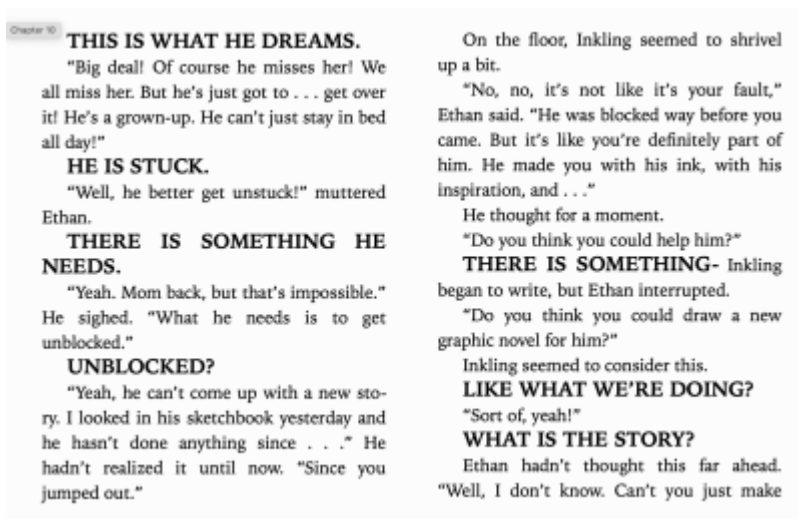 Chapter 10
THIS IS WHAT HE DREAMS.
“Big deal! Of course he misses her! We
all miss her. But he’s just got to . . . get over
it! He’s a grown-up. He can’t just stay in bed
all day!”
HE IS STUCK.
“Well, he better get unstuck!” muttered
Ethan.
THERE IS SOMETHING HE
NEEDS.
“Yeah. Mom back, but that’s impossible.”
He sighed. “What he needs is to get
unblocked.”
UNBLOCKED?
“Yeah, he can’t come up with a new sto-
ry. I looked in his sketchbook yesterday and
he hasn’t done anything since . . .” He
hadn’t realized it until now. “Since you
jumped out.”
On the floor, Inkling seemed to shrivel
up a bit.
“No, no, it’s not like it’s your fault,”
Ethan said. “He was blocked way before you
came. But it’s like you’re definitely part of
him. He made you with his ink, with his
inspiration, and . . .”
He thought for a moment.
“Do you think you could help him?”
THERE IS SOMETHING- Inkling
began to write, but Ethan interrupted.
“Do you think you could draw a new
graphic novel for him?”
Inkling seemed to consider this.
LIKE WHAT WE’RE DOING?
“Sort of, yeah!”
WHAT IS THE STORY?
Ethan hadn’t thought this far ahead.
“Well, I don’t know. Can’t you just make